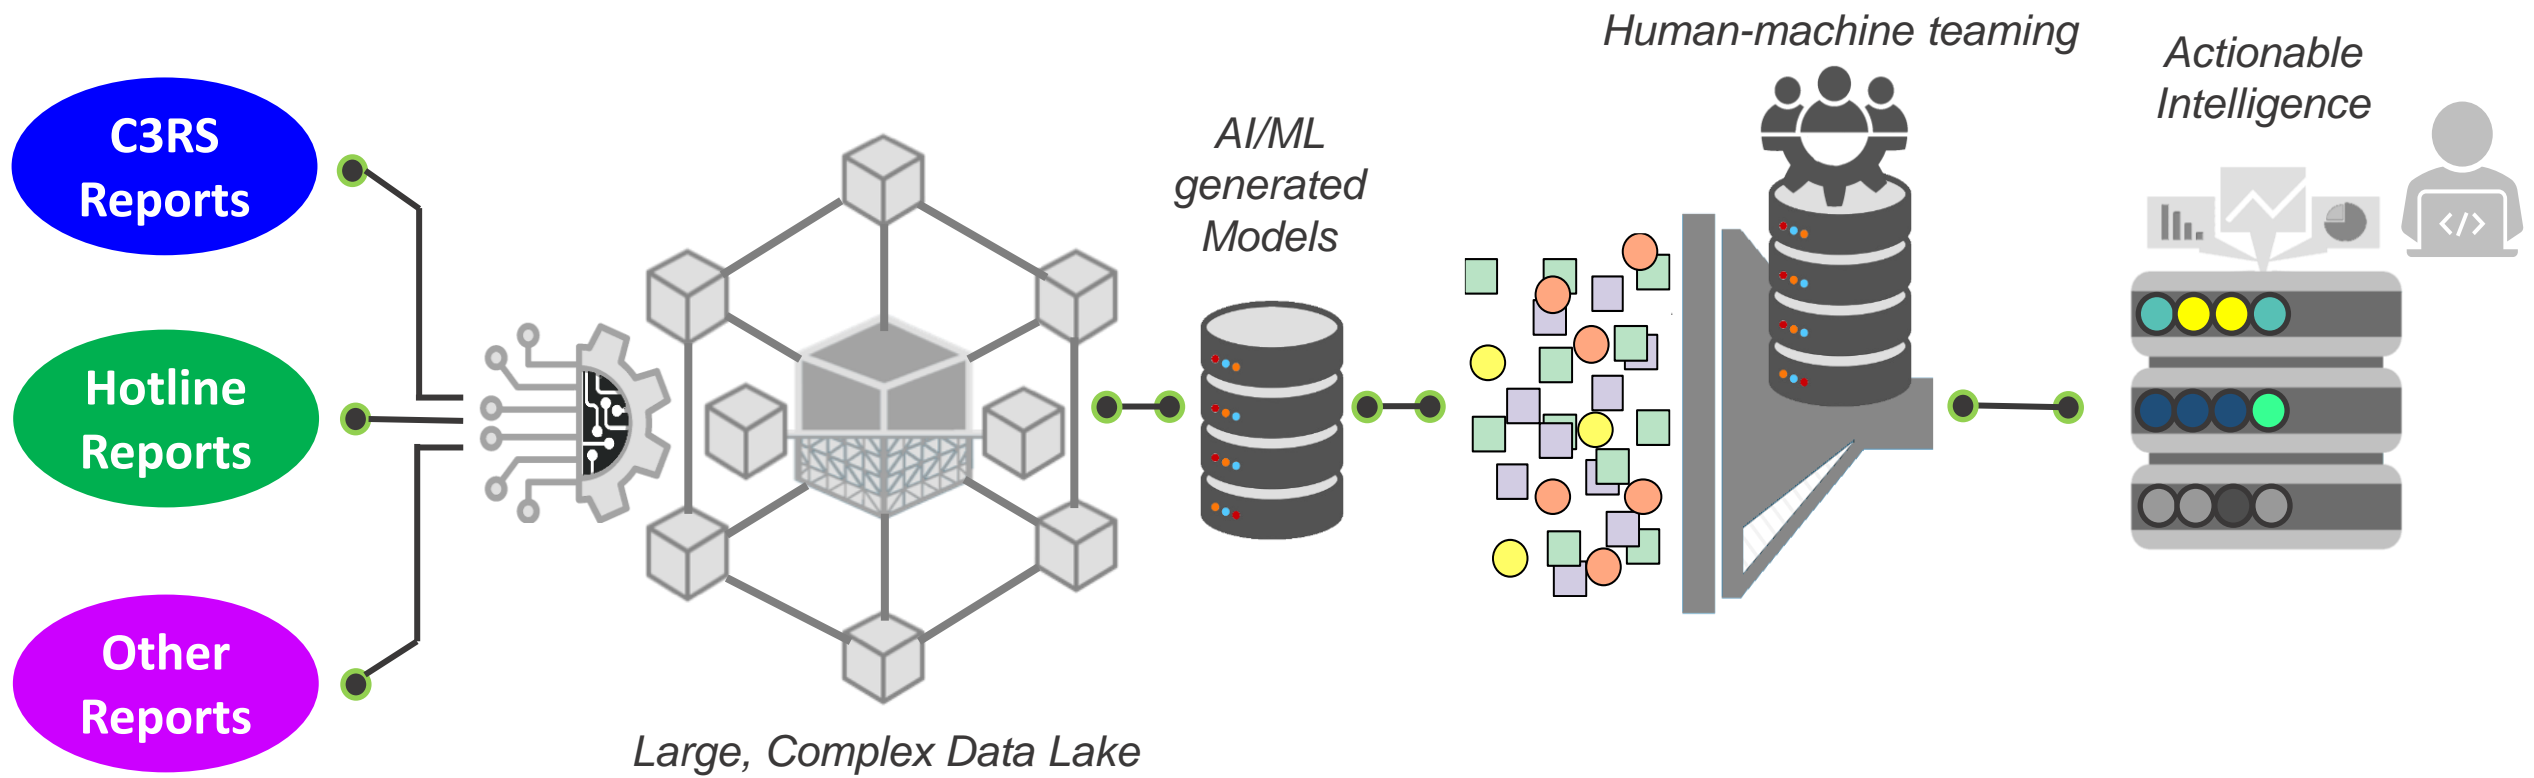 Human-machine teaming
Actionable
Intelligence
C3RS
Reports
AI/ML
generated
Models
</>
Hotline
Reports
Other
Reports
Large, Complex Data Lake